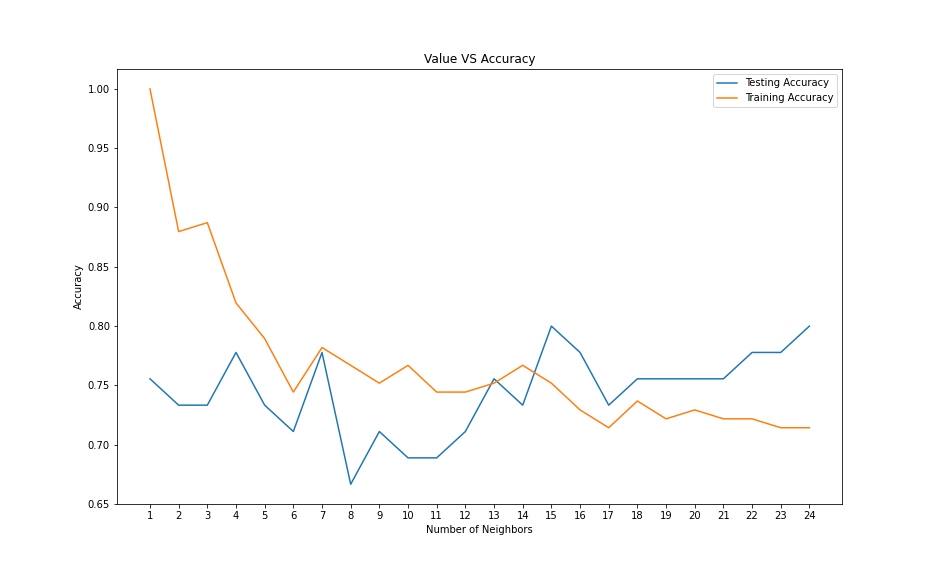 Value VS Accuracy
Testing Accuracy
Training Accuracy
1.00
0.95
0.90
0.85
0.80
0.75
0.70
0.65
Accuracy
1 2 3 4 5 6 7 8 9 10 11 12 13 14 15 16 17 18 19 20 21 22 23 24
Number of Neighbors